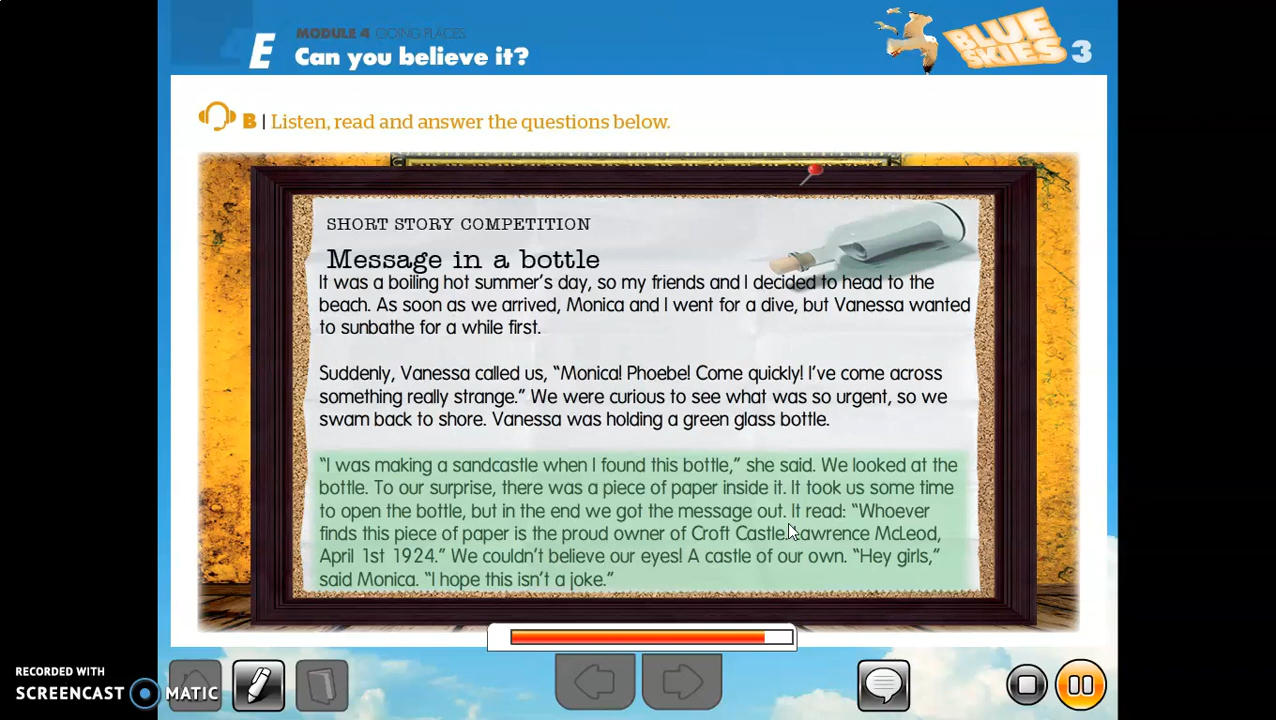 MODULE 4 GOING PLACES
4E Can you believe it?
BLUE SKIES 3
B | Listen, read and answer the questions below.
SHORT STORY COMPETITION
Message in a bottle
It was a boiling hot summer's day, so my friends and I decided to head to the
beach. As soon as we arrived, Monica and I went for a dive, but Vanessa wanted
to sunbathe for a while first.
Suddenly, Vanessa called us, "Monica! Phoebe! Come quickly! I've come across
something really strange." We were curious to see what was so urgent, so we
swam back to shore. Vanessa was holding a green glass bottle.
"I was making a sandcastle when I found this bottle," she said. We looked at the
bottle. To our surprise, there was a piece of paper inside it. It took us some time
to open the bottle, but in the end we got the message out. It read: "Whoever
finds this piece of paper is the proud owner of Croft Castle. Lawrence McLeod,
April 1st 1924." We couldn't believe our eyes! A castle of our own. "Hey girls,"
said Monica. "I hope this isn't a joke."
RECORDED WITH
SCREENCAST MATIC